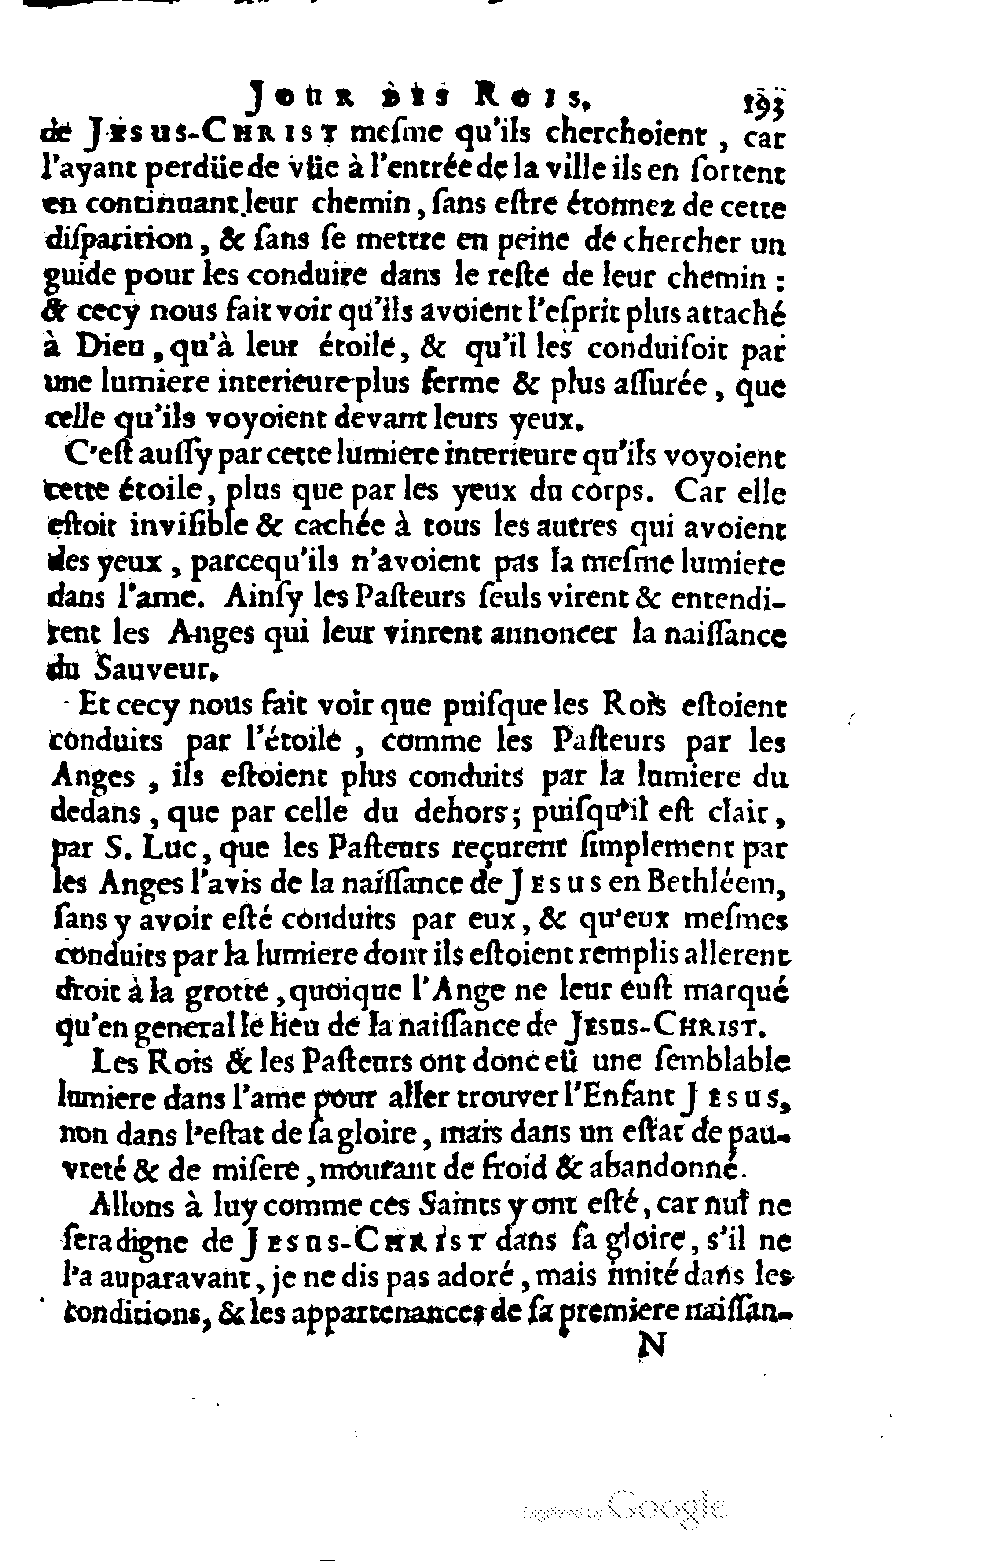 JOUR DES ROIS. 193
de JESUS-CHRIST meſme qu'ils cherchoient, car
l'ayant perdüe de vüe à l'entrée de la ville ils en ſortent
en continuant leur chemin, ſans eſtre étonnez de cette
diſparition, & ſans ſe mettre en peine de chercher un
guide pour les conduire dans le reſte de leur chemin :
& cecy nous fait voir qu'ils avoient l'eſprit plus attaché
à Dieu, qu'à leur étoile, & qu'il les conduiſoit par
une lumiere interieure plus ferme & plus aſſurée, que
celle qu'ils voyoient devant leurs yeux.
C'eſt auſſy par cette lumiere interieure qu'ils voyoient
cette étoile, plus que par les yeux du corps. Car elle
eſtoit inviſible & cachée à tous les autres qui avoient
des yeux, parcequ'ils n'avoient pas la meſme lumiere
dans l'ame. Ainſy les Paſteurs ſeuls virent & entendi-
rent les Anges qui leur vinrent annoncer la naiſſance
du Sauveur.
Et cecy nous fait voir que puiſque les Rois eſtoient
conduits par l'étoile, comme les Paſteurs par les
Anges, ils eſtoient plus conduits par la lumiere du
dedans, que par celle du dehors; puiſqu'il eſt clair,
par S. Luc, que les Paſteurs reçurent ſimplement par
les Anges l'avis de la naiſſance de JESUS en Bethléem,
ſans y avoir eſté conduits par eux, & qu'eux meſmes
conduits par la lumiere dont ils eſtoient remplis allerent
droit à la grotte, quoique l'Ange ne leur euſt marqué
qu'en general le lieu de la naiſſance de JESUS-CHRIST.
Les Rois & les Paſteurs ont donc eû une ſemblable
lumiere dans l'ame pour aller trouver l'Enfant JESUS,
non dans l'eſtat de ſa gloire, mais dans un eſtat de pau-
vreté & de miſere, mourant de froid & abandonné.
Allons à luy comme ces Saints y ont eſté, car nul ne
ſera digne de JESUS-CHRIST dans ſa gloire, s'il ne
l'a auparavant, je ne dis pas adoré, mais imité dans les
conditions, & les appartenances de ſa premiere naiſſan-
N
Digitized by Google